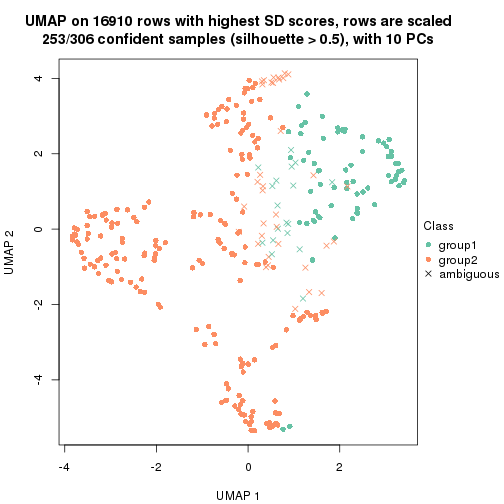 UMAP on 16910 rows with highest SD scores, rows are scaled
253/306 confident samples (silhouette > 0.5), with 10 PCs
4
2
0
-2
-4
UMAP 2
-4
-2
0
2
UMAP 1
Class
group1
group2
ambiguous